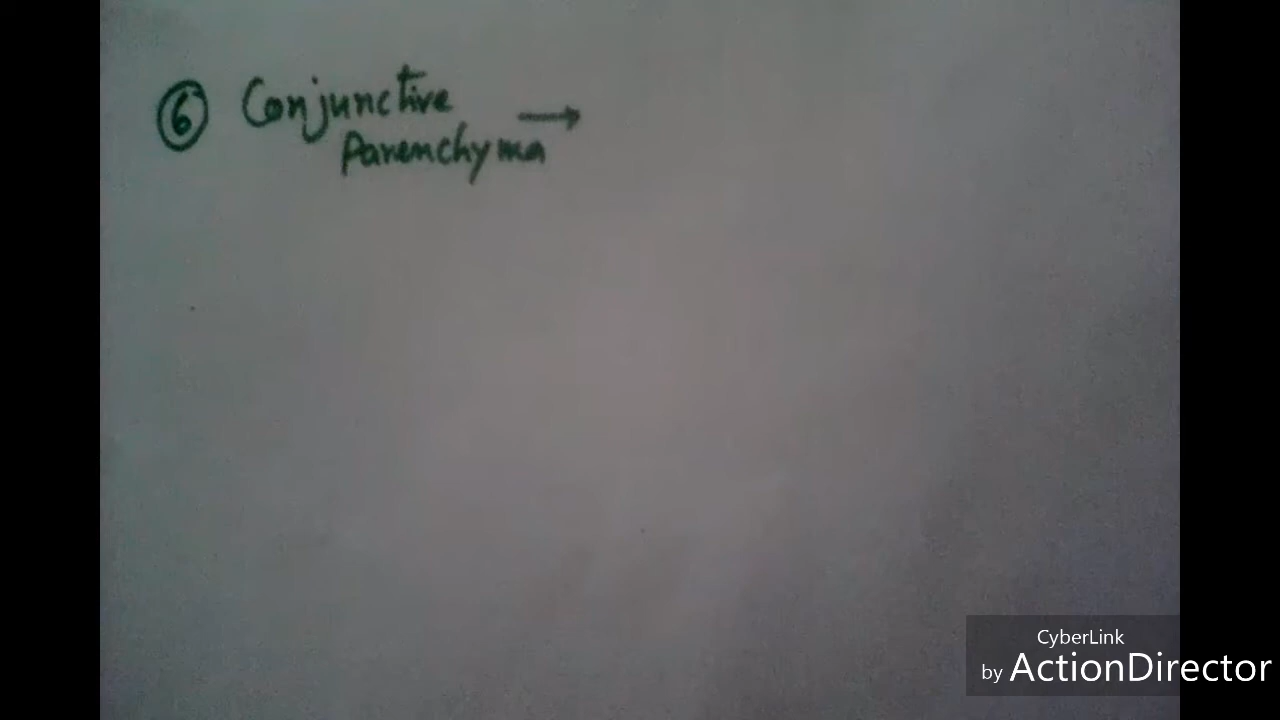 ⑥ Conjunctive
Parenchyma →
CyberLink
by ActionDirector